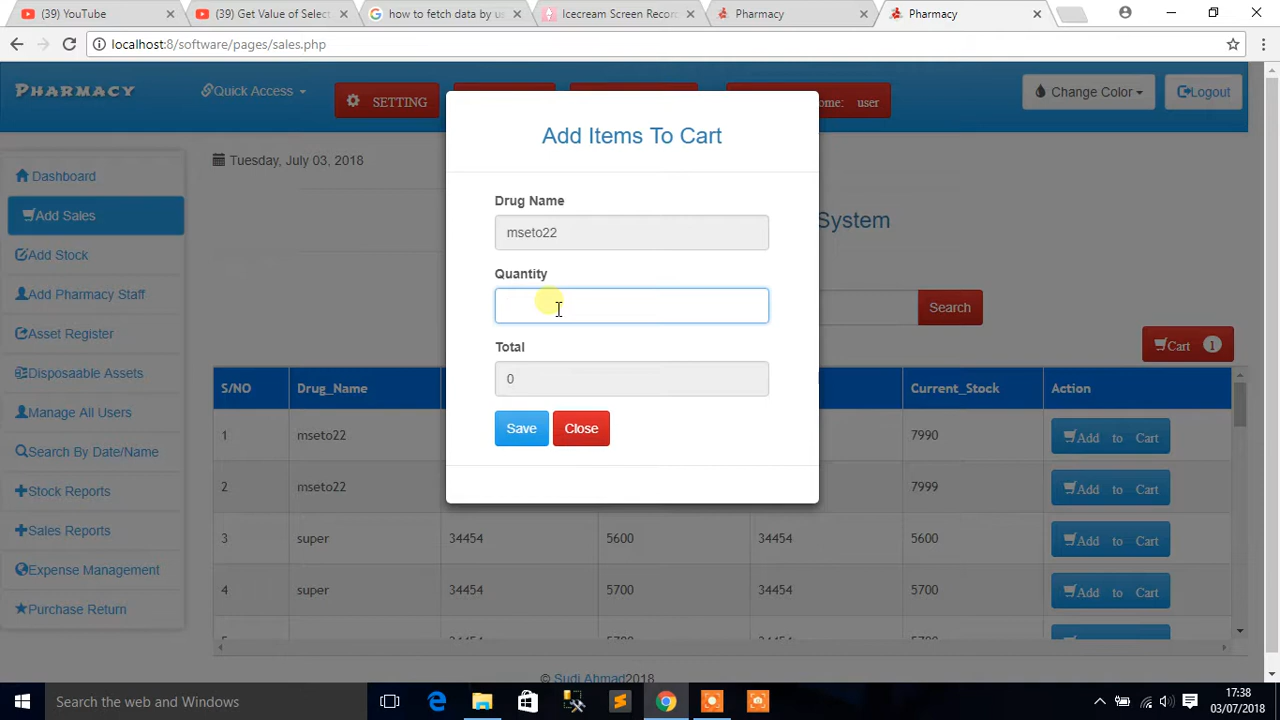 (39) YouTube
(39) Get Value of Select
how to fetch data by us
Icecream Screen Record
Pharmacy
Pharmacy
localhost:8/software/pages/sales.php
PHARMACY
Quick Access
SETTING
ome: user
Change Color
Logout
Tuesday, July 03, 2018
System
Dashboard
Add Sales
Add Stock
Add Pharmacy Staff
Asset Register
Disposaable Assets
Manage All Users
Search By Date/Name
Stock Reports
Sales Reports
Expense Management
Purchase Return
Add Items To Cart
Drug Name
mseto22
Quantity
Total
0
Save Close
Search
Cart 1
S/NO Drug_Name Current_Stock Action
1 mseto22 7990 Add to Cart
2 mseto22 7999 Add to Cart
3 super 34454 5600 34454 5600 Add to Cart
4 super 34454 5700 34454 5700 Add to Cart
© Sudi Ahmad2018
Search the web and Windows
17:38
03/07/2018